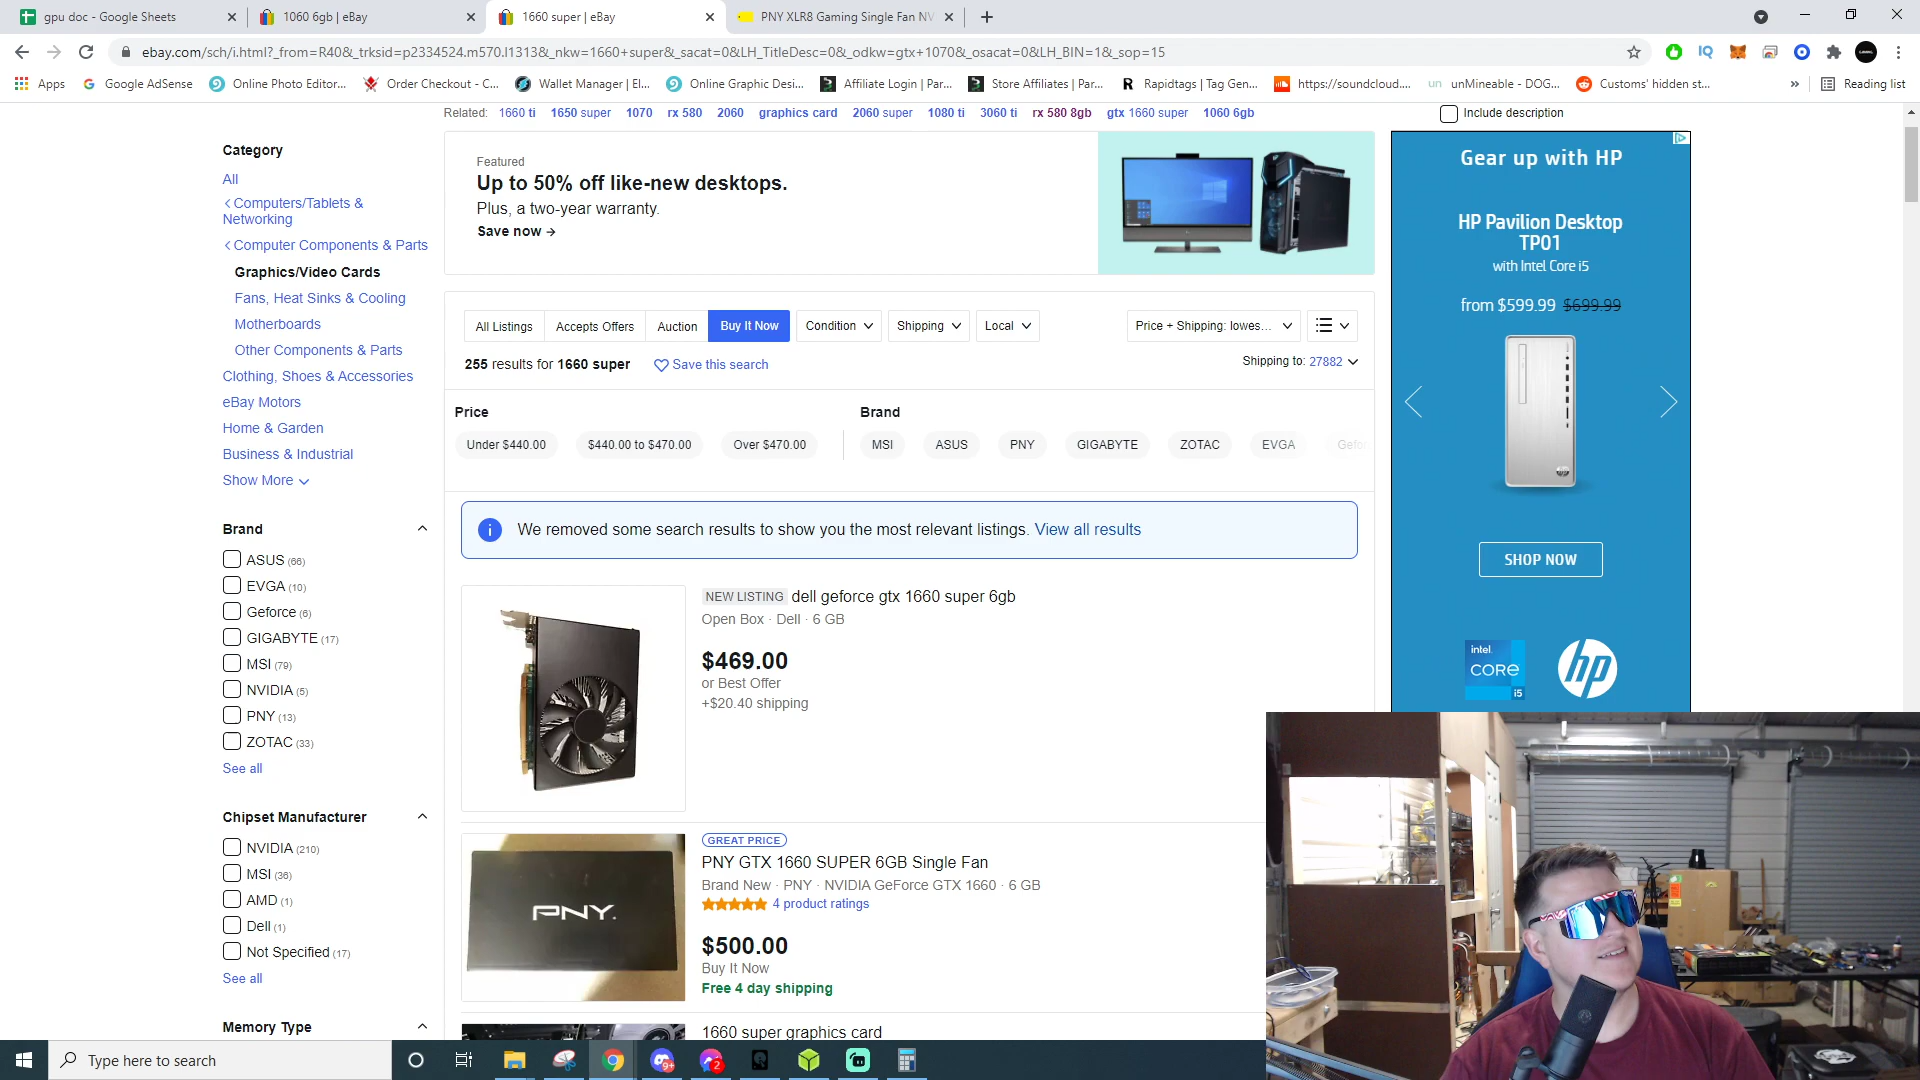 gpu doc - Google Sheets
1060 6gb | eBay
1660 super | eBay
PNY XLR8 Gaming Single Fan NV
ebay.com/sch/i.html?_from=R40&_trksid=p2334524.m570.l1313&_nkw=1660+super&_sacat=0&LH_TitleDesc=0&_odkw=gtx+1070&_osacat=0&LH_BIN=1&_sop=15
Apps
Google AdSense
Online Photo Editor...
Order Checkout - C...
Wallet Manager | El...
Online Graphic Desi...
Affiliate Login | Par...
Store Affiliates | Par...
Rapidtags | Tag Gen...
https://soundcloud....
unMineable - DOG...
Customs' hidden st...
»
Reading list
Related: 1660 ti 1650 super 1070 rx 580 2060 graphics card 2060 super 1080 ti 3060 ti rx 580 8gb gtx 1660 super 1060 6gb
Include description
Category
All
Computers/Tablets &
Networking
Computer Components & Parts
Graphics/Video Cards
Fans, Heat Sinks & Cooling
Motherboards
Other Components & Parts
Clothing, Shoes & Accessories
eBay Motors
Home & Garden
Business & Industrial
Show More
Brand
ASUS (66)
EVGA (10)
Geforce (6)
GIGABYTE (17)
MSI (79)
NVIDIA (5)
PNY (13)
ZOTAC (33)
See all
Chipset Manufacturer
NVIDIA (210)
MSI (36)
AMD (1)
Dell (1)
Not Specified (17)
See all
Memory Type
Featured
Up to 50% off like-new desktops.
Plus, a two-year warranty.
Save now →
All Listings
Accepts Offers
Auction
Buy It Now
Condition
Shipping
Local
Price + Shipping: lowes...
255 results for 1660 super
Save this search
Shipping to: 27882
Price
Under $440.00
$440.00 to $470.00
Over $470.00
Brand
MSI
ASUS
PNY
GIGABYTE
ZOTAC
EVGA
Gefor
We removed some search results to show you the most relevant listings. View all results
NEW LISTING dell geforce gtx 1660 super 6gb
Open Box · Dell · 6 GB
$469.00
or Best Offer
+$20.40 shipping
PNY.
GREAT PRICE
PNY GTX 1660 SUPER 6GB Single Fan
Brand New · PNY · NVIDIA GeForce GTX 1660 · 6 GB
4 product ratings
$500.00
Buy It Now
Free 4 day shipping
1660 super graphics card
Gear up with HP
HP Pavilion Desktop
TP01
with Intel Core i5
from $599.99 $699.99
SHOP NOW
intel.
CORE
i5
hp
Type here to search
9+
2